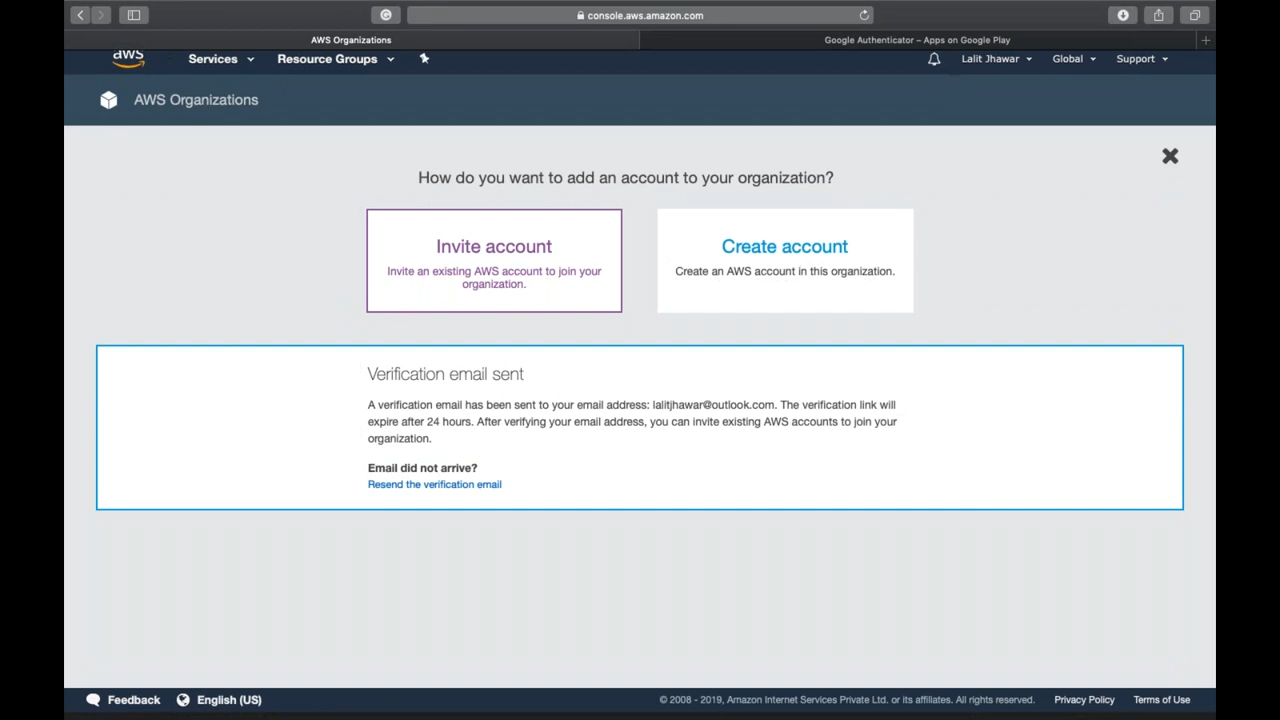 console.aws.amazon.com
AWS Organizations
Google Authenticator – Apps on Google Play
aws
Services
Resource Groups
Lalit Jhawar
Global
Support
AWS Organizations
How do you want to add an account to your organization?
Invite account
Invite an existing AWS account to join your
organization.
Create account
Create an AWS account in this organization.
Verification email sent
A verification email has been sent to your email address: lalitjhawar@outlook.com. The verification link will
expire after 24 hours. After verifying your email address, you can invite existing AWS accounts to join your
organization.
Email did not arrive?
Resend the verification email
Feedback
English (US)
© 2008 - 2019, Amazon Internet Services Private Ltd. or its affiliates. All rights reserved.
Privacy Policy
Terms of Use